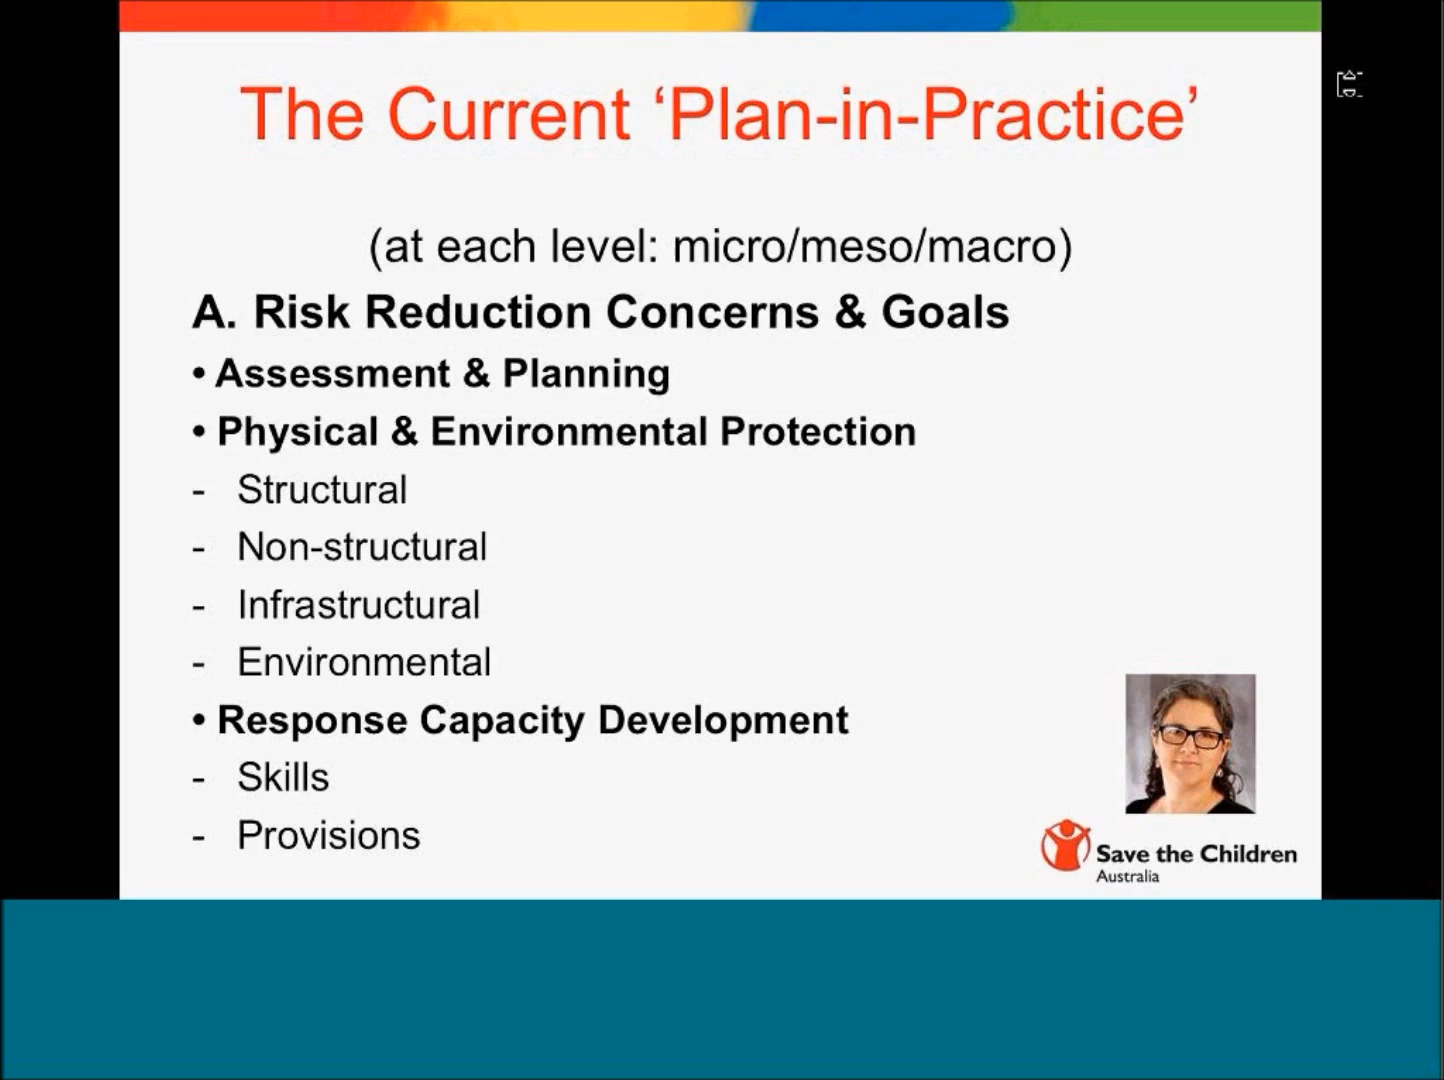 The Current ‘Plan-in-Practice’
(at each level: micro/meso/macro)
A. Risk Reduction Concerns & Goals
• Assessment & Planning
• Physical & Environmental Protection
- Structural
- Non-structural
- Infrastructural
- Environmental
• Response Capacity Development
- Skills
- Provisions
Save the Children
Australia